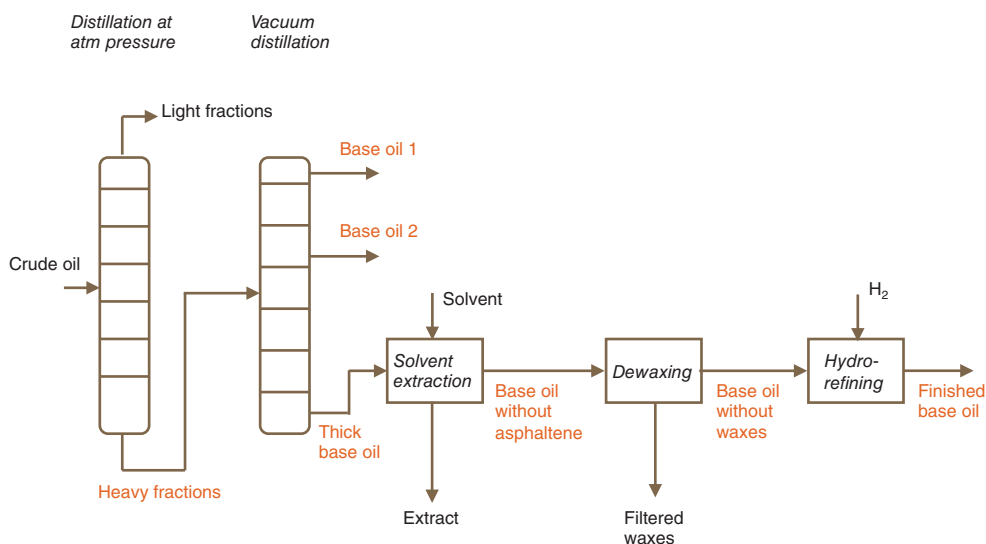 Distillation at
atm pressure
Vacuum
distillation
Light fractions
Base oil 1
Base oil 2
Crude oil
Solvent
H₂
Solvent
extraction
Dewaxing
Hydro-
refining
Base oil
without
asphaltene
Base oil
without
waxes
Finished
base oil
Thick
base oil
Heavy fractions
Extract
Filtered
waxes